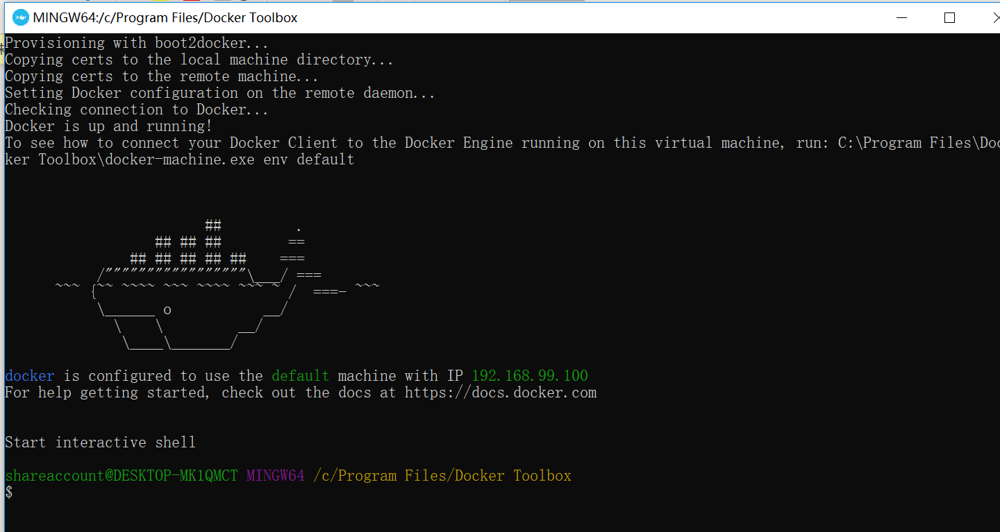 MINGW64:/c/Program Files/Docker Toolbox
Provisioning with boot2docker...
Copying certs to the local machine directory...
Copying certs to the remote machine...
Setting Docker configuration on the remote daemon...
Checking connection to Docker...
Docker is up and running!
To see how to connect your Docker Client to the Docker Engine running on this virtual machine, run: C:\Program Files\Doc
ker Toolbox\docker-machine.exe env default
                        ##         .
                  ## ## ##        ==
               ## ## ## ## ##    ===
           /"""""""""""""""""\___/ ===
      ~~~ {~~ ~~~~ ~~~ ~~~~ ~~~ ~ /  ===- ~~~
           \______ o           __/
             \    \         __/
              \____\_______/
docker is configured to use the default machine with IP 192.168.99.100
For help getting started, check out the docs at https://docs.docker.com
Start interactive shell
shareaccount@DESKTOP-MK1QMCT MINGW64 /c/Program Files/Docker Toolbox
$